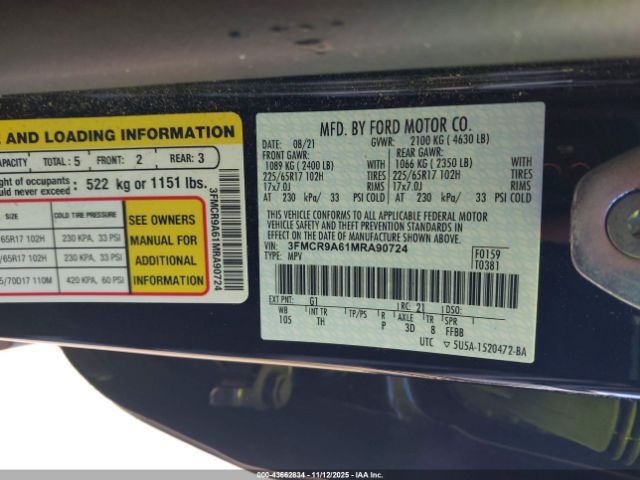 E AND LOADING INFORMATION
APACITY TOTAL: 5 FRONT: 2 REAR: 3
ght of occupants
uld never exceed: 522 kg or 1151 lbs.
SIZE COLD TIRE PRESSURE
65R17 102H 230 KPA, 33 PSI
/65R17 102H 230 KPA, 33 PSI
5/70D17 110M 420 KPA, 60 PSI
SEE OWNERS
MANUAL FOR
ADDITIONAL
INFORMATION
3FMCR9A61MRA90724
MFD. BY FORD MOTOR CO.
DATE: 08/21 GVWR: 2100 KG ( 4630 LB)
FRONT GAWR: REAR GAWR:
1089 KG ( 2400 LB) WITH 1066 KG ( 2350 LB) WITH
225/65R17 102H TIRES 225/65R17 102H TIRES
17x7.0J RIMS 17x7.0J RIMS
AT 230 kPa/ 33 PSI COLD AT 230 kPa/ 33 PSI COLD
THIS VEHICLE CONFORMS TO ALL APPLICABLE FEDERAL MOTOR
VEHICLE SAFETY AND THEFT PREVENTION STANDARDS IN
EFFECT ON THE DATE OF MANUFACTURE SHOWN ABOVE.
VIN: 3FMCR9A61MRA90724 F0159
TYPE: MPV T0381
EXT PNT: G1 RC: 21 DSO:
WB INT TR TP/PS R AXLE TR SPR
105 TH P 3D 8 FFBB
UTC ▽ 5U5A-1520472-BA
000-43662834 - 11/12/2025 - IAAI.com